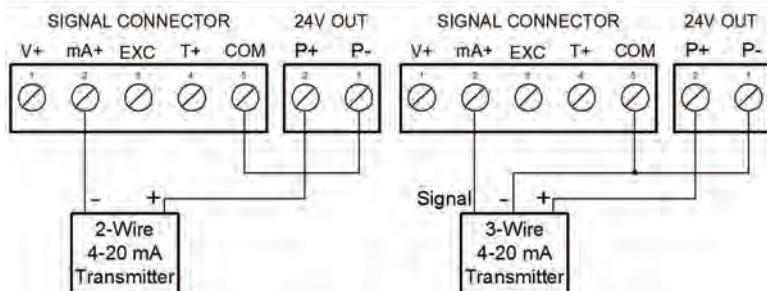 SIGNAL CONNECTOR 24V OUT SIGNAL CONNECTOR 24V OUT
V+ mA+ EXC T+ COM P+ P- V+ mA+ EXC T+ COM P+ P-
1 2 3 4 5 2 1 1 2 3 4 5 2 1
- + Signal - +
2-Wire
4-20 mA
Transmitter
3-Wire
4-20 mA
Transmitter